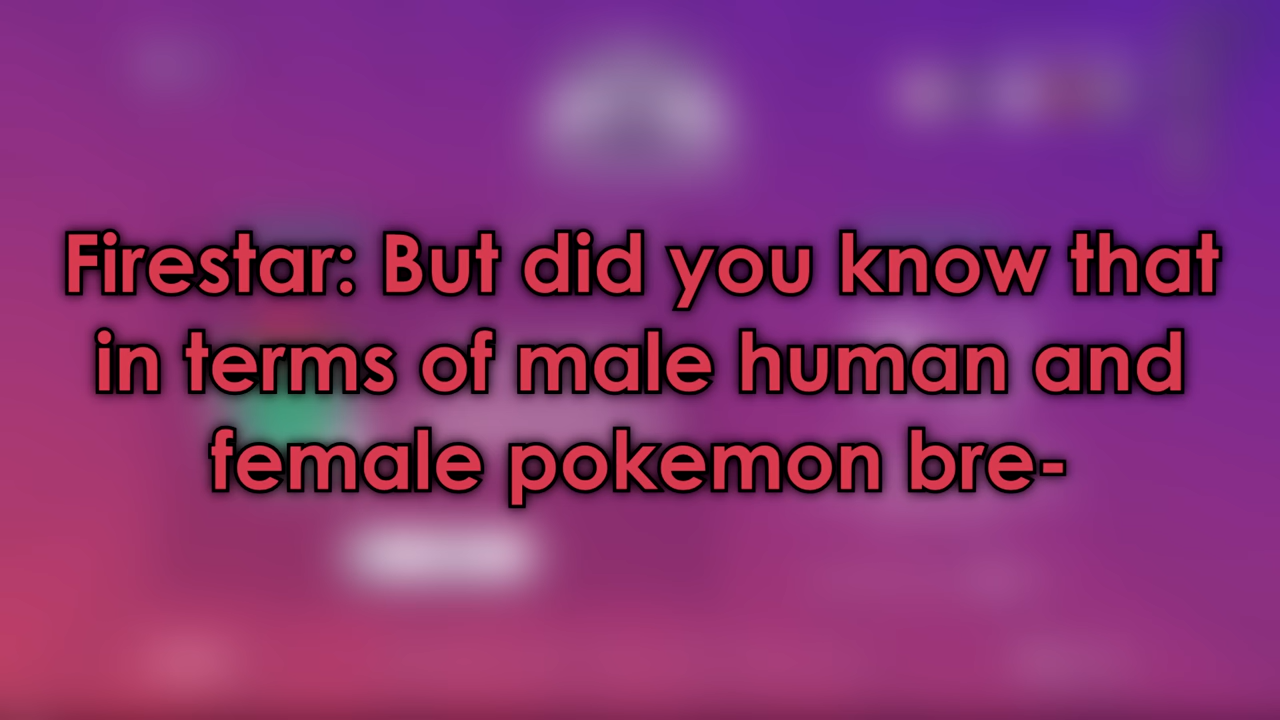 Firestar: But did you know that
in terms of male human and
female pokemon bre-